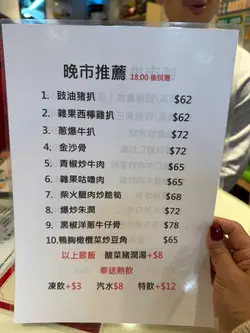 晚市推薦 18:00 後供應
1. 豉油豬扒 $62
2. 雜果西檸雞扒 $62
3. 蔥爆牛扒 $72
4. 金沙骨 $72
5. 青椒炒牛肉 $65
6. 雜果咕嚕肉 $65
7. 柴火臘肉炒脆筍 $68
8. 爆炒朱潤 $72
9. 黑椒洋蔥牛仔骨 $78
10. 鴨胸橄欖菜炒豆角 $65
以上跟飯 酸菜豬潤湯+$8
奉送熱飲
凍飲+$3 汽水$8 特飲+$12